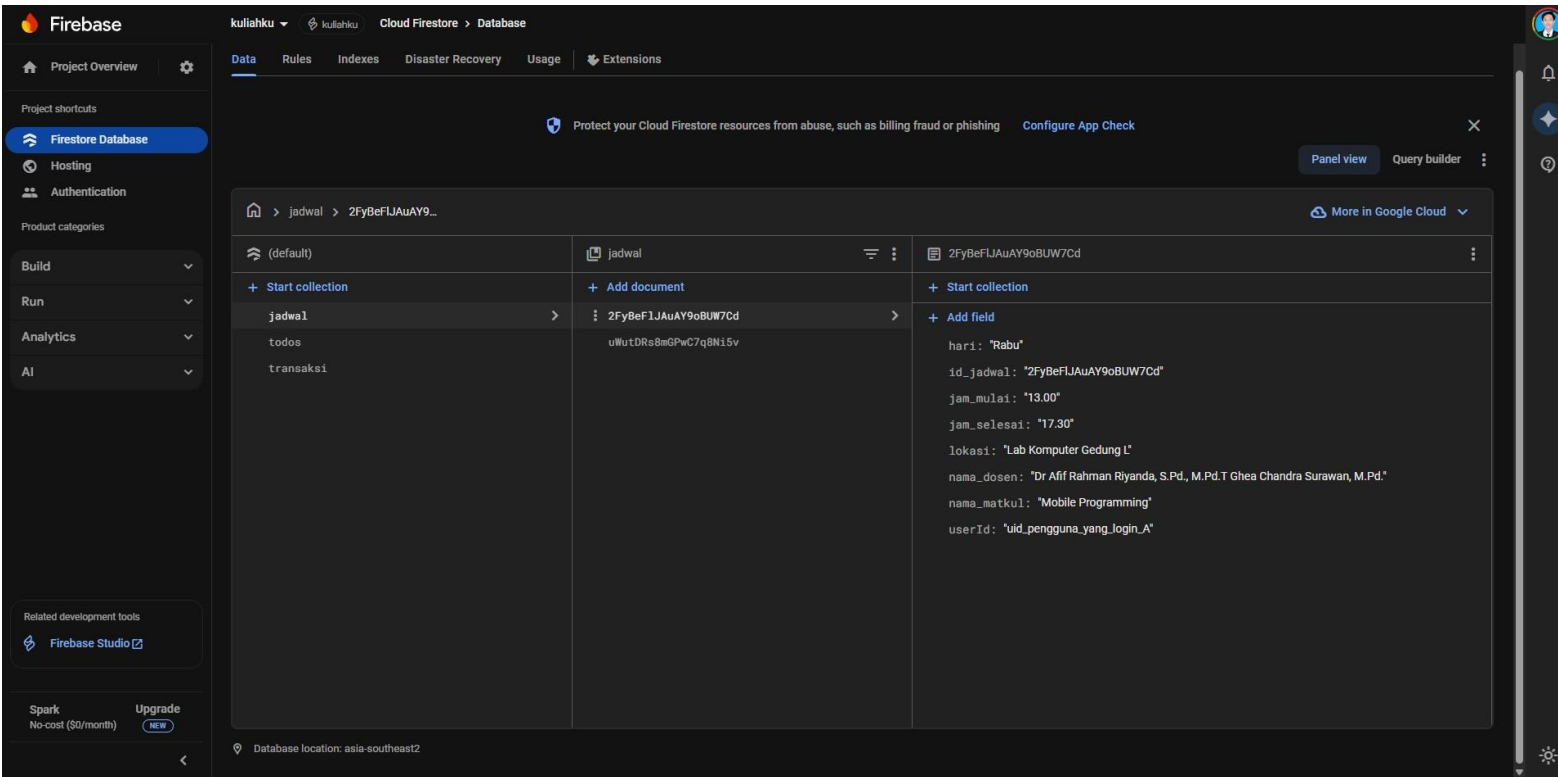 Firebase
kuliahku
kuliahku
Cloud Firestore > Database
Project Overview
Project shortcuts
Firestore Database
Hosting
Authentication
Product categories
Build
Run
Analytics
AI
Related development tools
Firebase Studio
Spark
No-cost ($0/month)
Upgrade
NEW
Data Rules Indexes Disaster Recovery Usage Extensions
Protect your Cloud Firestore resources from abuse, such as billing fraud or phishing Configure App Check
Panel view Query builder
> jadwal > 2FyBeFlJAuAY9...
More in Google Cloud
(default)
+ Start collection
jadwal
todos
transaksi
jadwal
+ Add document
2FyBeFlJAuAY9oBUW7Cd
uWutDRs8mGPwC7q8Ni5v
2FyBeFlJAuAY9oBUW7Cd
+ Start collection
+ Add field
hari: "Rabu"
id_jadwal: "2FyBeFlJAuAY9oBUW7Cd"
jam_mulai: "13.00"
jam_selesai: "17.30"
lokasi: "Lab Komputer Gedung L"
nama_dosen: "Dr Afif Rahman Riyanda, S.Pd., M.Pd.T Ghea Chandra Surawan, M.Pd."
nama_matkul: "Mobile Programming"
userId: "uid_pengguna_yang_login_A"
Database location: asia-southeast2